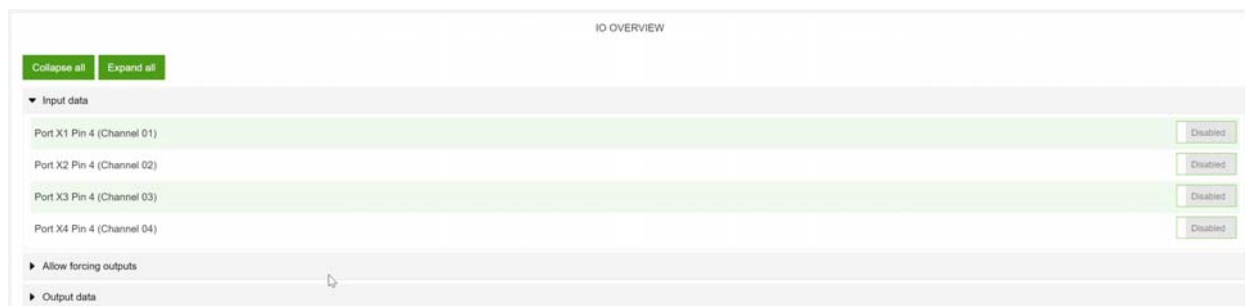 IO OVERVIEW
Collapse all Expand all
Input data
Port X1 Pin 4 (Channel 01) Disabled
Port X2 Pin 4 (Channel 02) Disabled
Port X3 Pin 4 (Channel 03) Disabled
Port X4 Pin 4 (Channel 04) Disabled
Allow forcing outputs
Output data